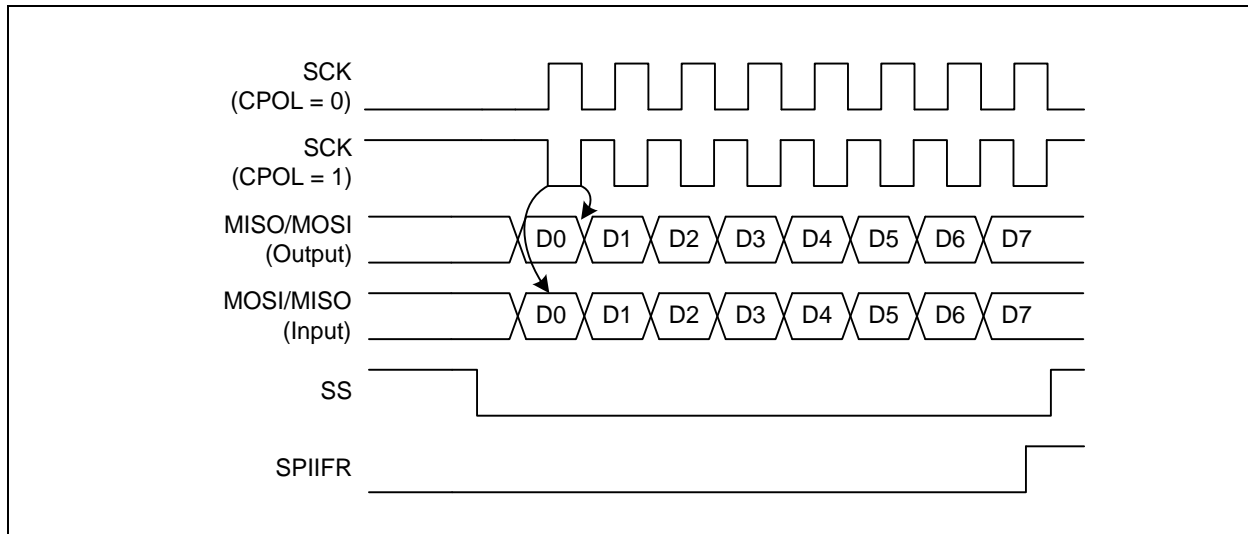 SCK
(CPOL = 0)
SCK
(CPOL = 1)
MISO/MOSI
(Output)
D0 D1 D2 D3 D4 D5 D6 D7
MOSI/MISO
(Input)
D0 D1 D2 D3 D4 D5 D6 D7
SS
SPIIFR